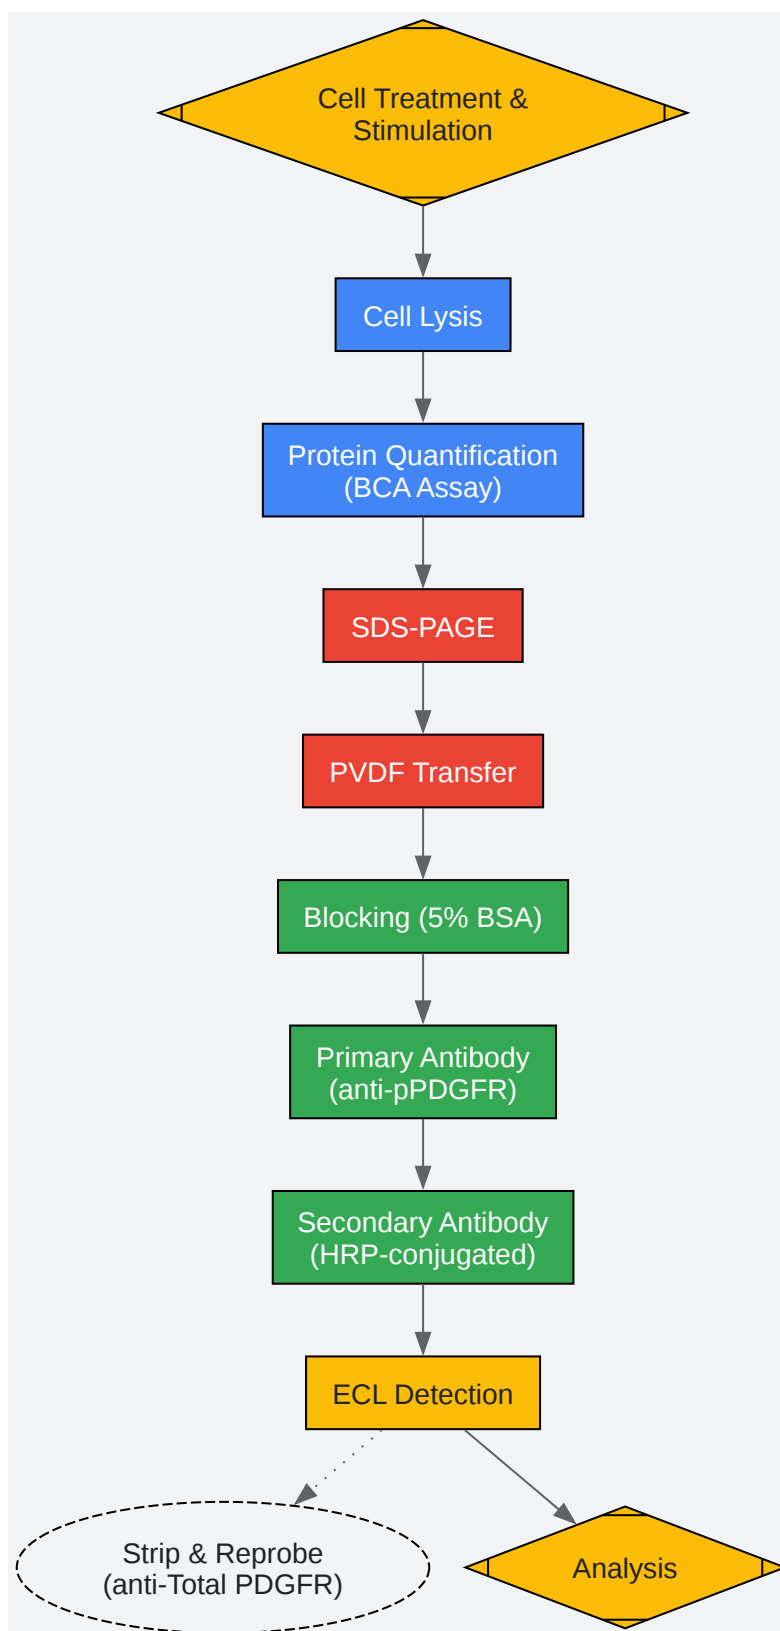 Cell Treatment &
Stimulation
Cell Lysis
Protein Quantification
(BCA Assay)
SDS-PAGE
PVDF Transfer
Blocking (5% BSA)
Primary Antibody
(anti-pPDGFR)
Secondary Antibody
(HRP-conjugated)
ECL Detection
Strip & Reprobe
(anti-Total PDGFR)
Analysis